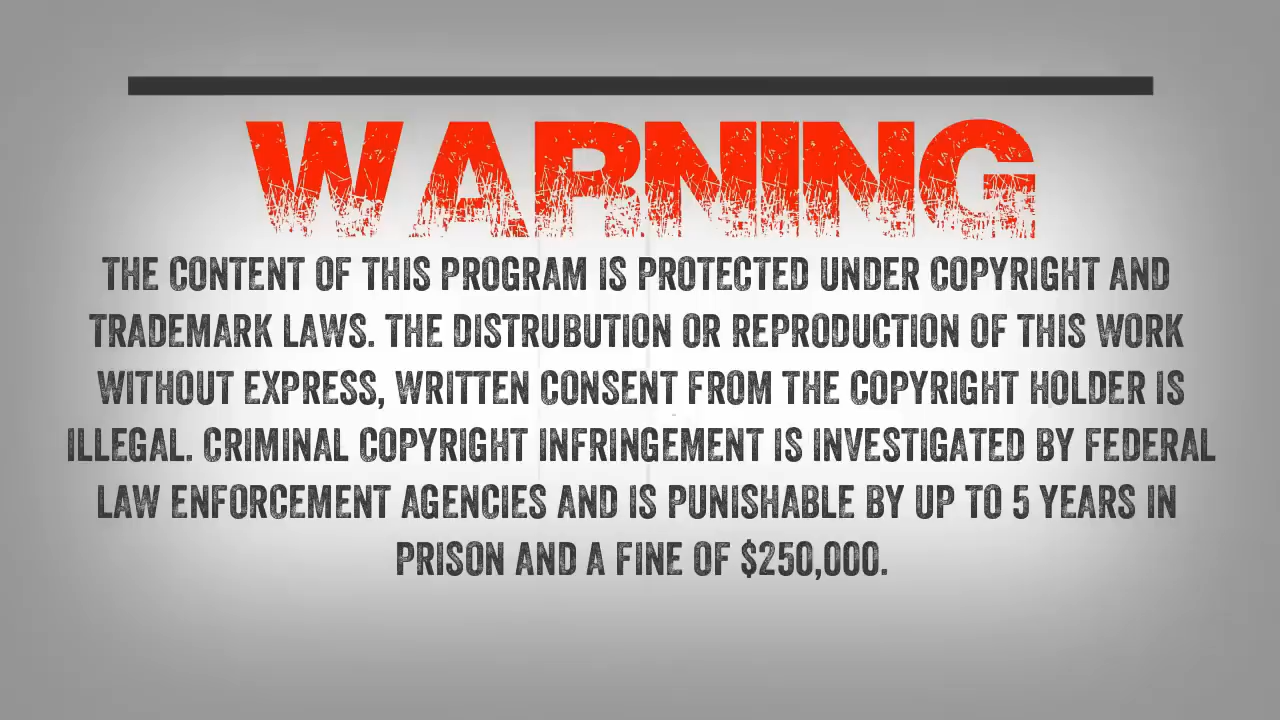 WARNING
THE CONTENT OF THIS PROGRAM IS PROTECTED UNDER COPYRIGHT AND
TRADEMARK LAWS. THE DISTRUBUTION OR REPRODUCTION OF THIS WORK
WITHOUT EXPRESS, WRITTEN CONSENT FROM THE COPYRIGHT HOLDER IS
ILLEGAL. CRIMINAL COPYRIGHT INFRINGEMENT IS INVESTIGATED BY FEDERAL
LAW ENFORCEMENT AGENCIES AND IS PUNISHABLE BY UP TO 5 YEARS IN
PRISON AND A FINE OF $250,000.